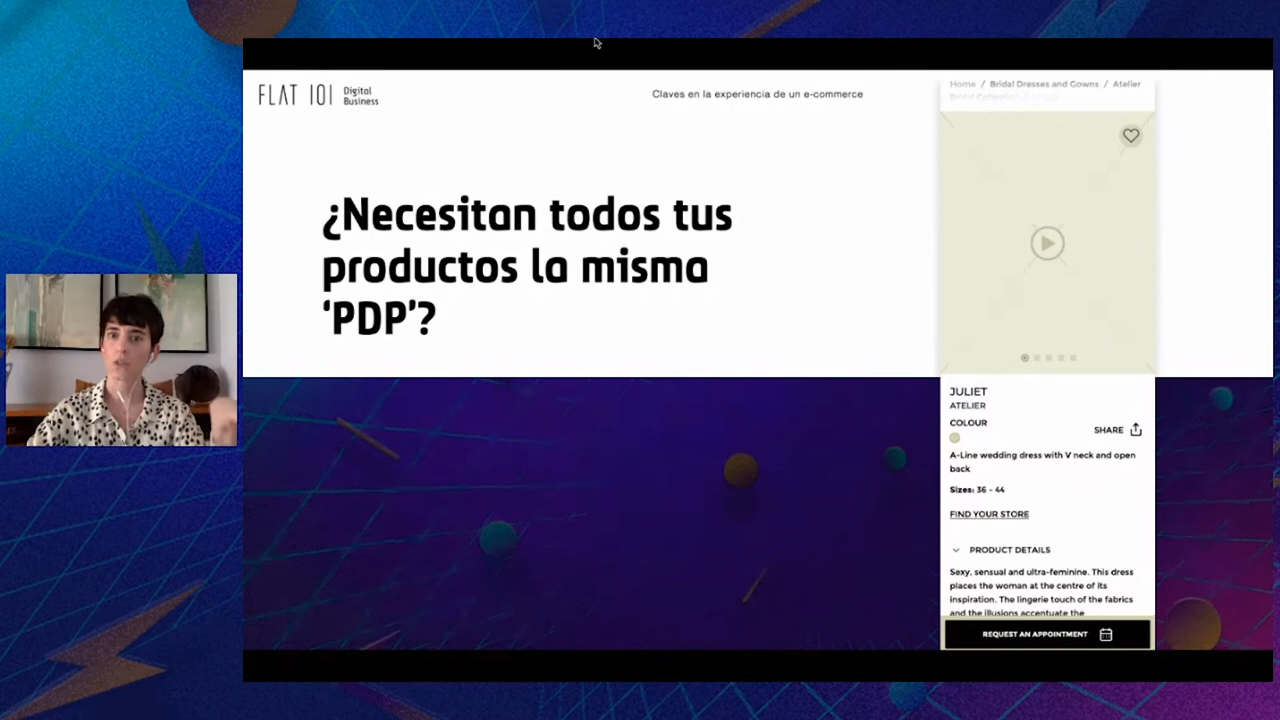 FLAT 101 Digital
Business
Claves en la experiencia de un e-commerce
¿Necesitan todos tus
productos la misma
‘PDP’?
Home / Bridal Dresses and Gowns / Atelier
JULIET
ATELIER
COLOUR
SHARE
A-Line wedding dress with V neck and open
back
Sizes: 36 - 44
FIND YOUR STORE
PRODUCT DETAILS
Sexy, sensual and ultra-feminine. This dress
places the woman at the centre of its
inspiration. The lingerie touch of the fabrics
and the illusions accentuate the
REQUEST AN APPOINTMENT